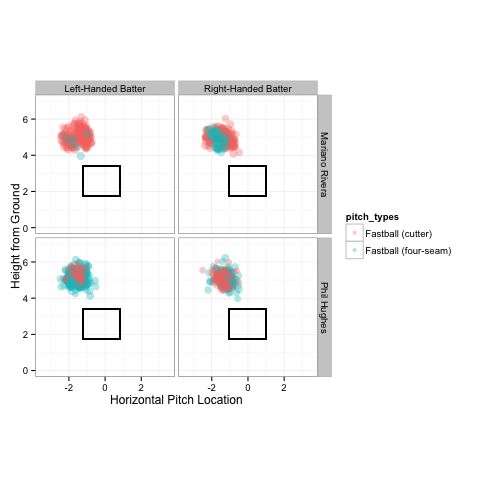 Left-Handed Batter
Right-Handed Batter
6
4
2
0
Mariano Rivera
6
4
2
0
Phil Hughes
-2
0
2
-2
0
2
Height from Ground
Horizontal Pitch Location
pitch_types
Fastball (cutter)
Fastball (four-seam)